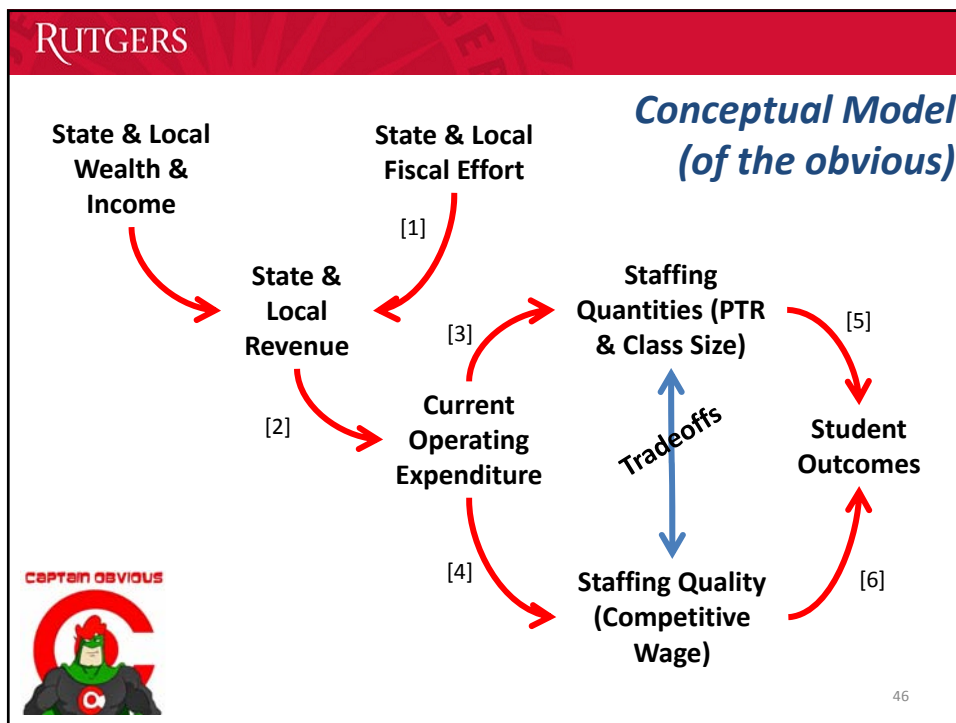 RUTGERS
Conceptual Model
(of the obvious)
State & Local
Wealth &
Income
State & Local
Fiscal Effort
[1]
State &
Local
Revenue
[2]
[3]
Current
Operating
Expenditure
[4]
Staffing
Quantities (PTR
& Class Size)
Tradeoffs
Staffing Quality
(Competitive
Wage)
[5]
Student
Outcomes
[6]
CAPTAIN OBVIOUS
46